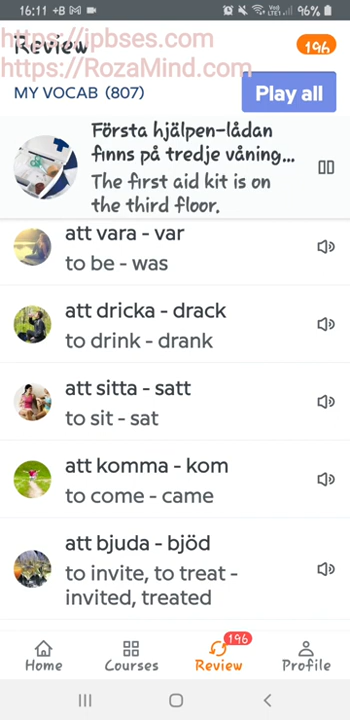 16:11 +B M
96%
https://jpbses.com
Review
196
https://RozaMind.com
MY VOCAB (807)
Play all
Första hjälpen-lådan
finns på tredje våning...
The first aid kit is on
the third floor.
att vara - var
to be - was
att dricka - drack
to drink - drank
att sitta - satt
to sit - sat
att komma - kom
to come - came
att bjuda - bjöd
to invite, to treat -
invited, treated
196
Home
Courses
Review
Profile